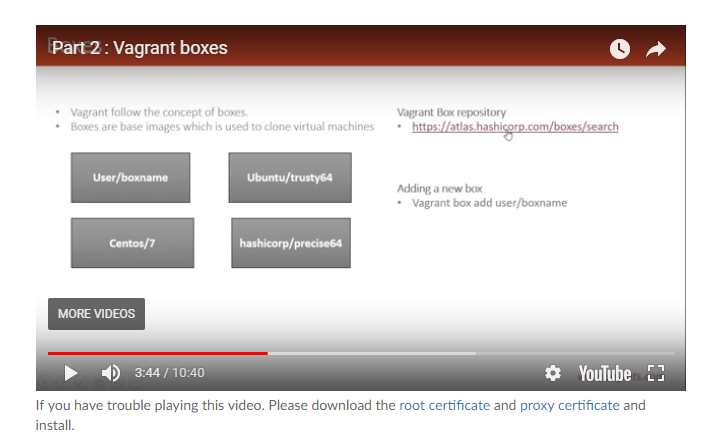 Part 2 : Vagrant boxes
• Vagrant follow the concept of boxes.
• Boxes are base images which is used to clone virtual machines
Vagrant Box repository
• https://atlas.hashicorp.com/boxes/search
User/boxname
Ubuntu/trusty64
Centos/7
hashicorp/precise64
Adding a new box
• Vagrant box add user/boxname
MORE VIDEOS
3:44 / 10:40
YouTube
If you have trouble playing this video. Please download the root certificate and proxy certificate and
install.